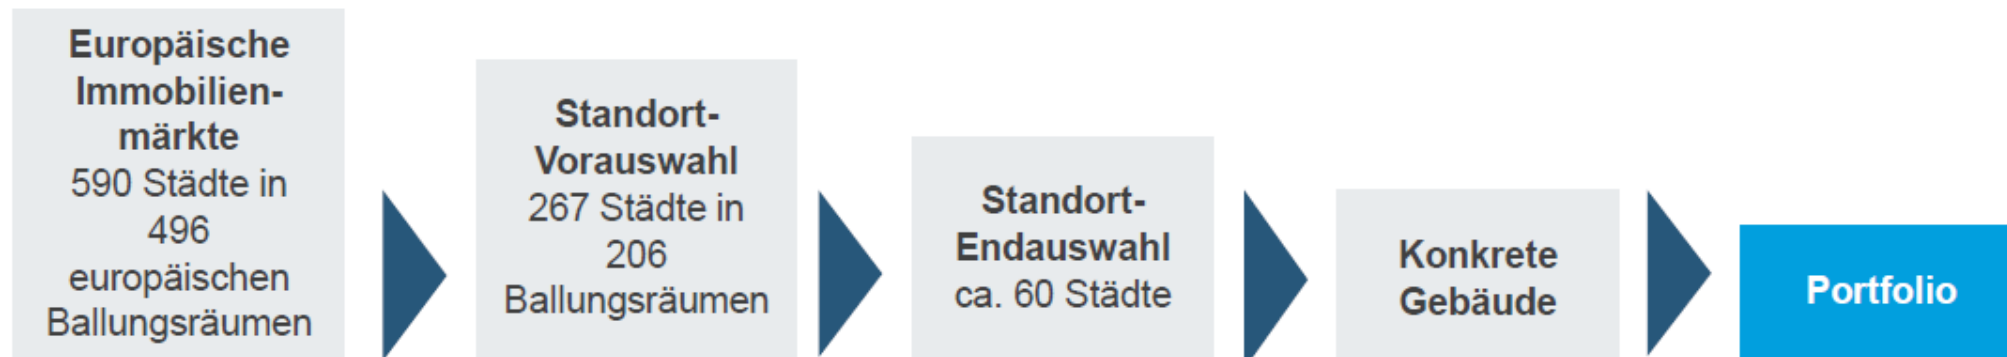 Europäische
Immobilien-
märkte
590 Städte in
496
europäischen
Ballungsräumen
Standort-
Vorauswahl
267 Städte in
206
Ballungsräumen
Standort-
Endauswahl
ca. 60 Städte
Konkrete
Gebäude
Portfolio